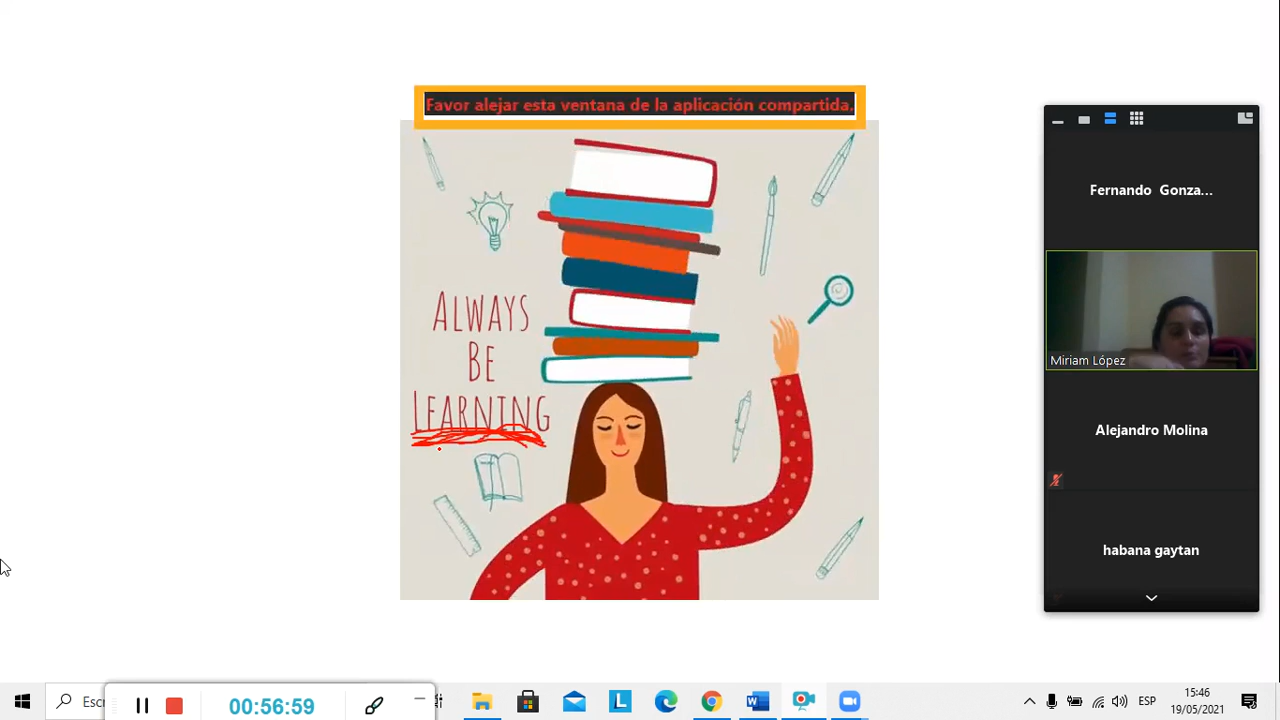 Favor alejar esta ventana de la aplicación compartida.
Fernando Gonza...
ALWAYS
BE
LEARNING
Miriam López
Alejandro Molina
habana gaytan
Esc
00:56:59
ESP
15:46
19/05/2021